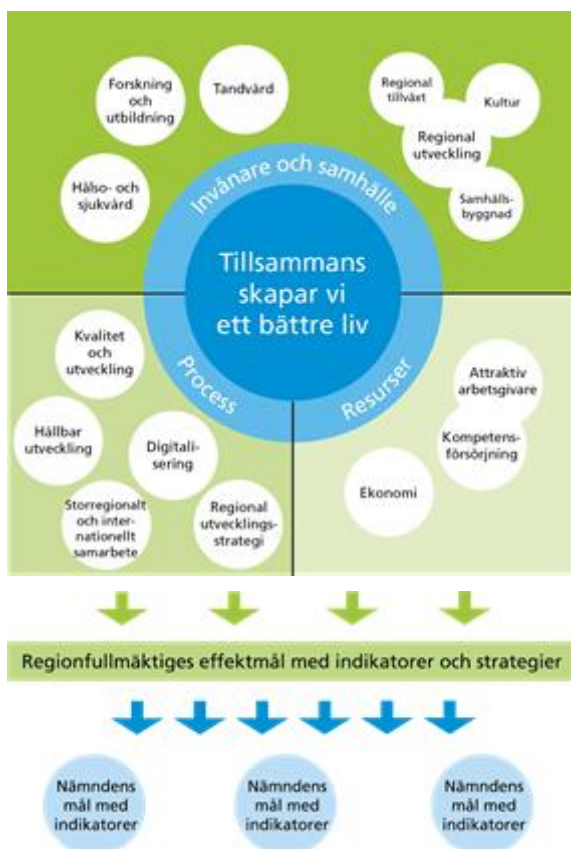 Forskning
och
utbildning
Tandvård
Regional
tillväxt
Kultur
Regional
utveckling
Hälso- och
sjukvård
Samhälls-
byggnad
Invånare och samhälle
Tillsammans
skapar vi
ett bättre liv
Process
Resurser
Kvalitet
och
utveckling
Hållbar
utveckling
Digitali-
sering
Storregionalt
och inter-
nationellt
samarbete
Regional
utvecklings-
strategi
Attraktiv
arbetsgivare
Kompetens-
försörjning
Ekonomi
Regionfullmäktiges effektmål med indikatorer och strategier
Nämndens
mål med
indikatorer
Nämndens
mål med
indikatorer
Nämndens
mål med
indikatorer